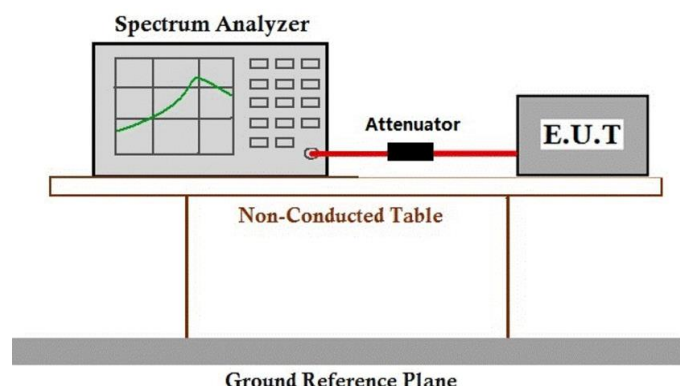 Spectrum Analyzer
Attenuator
E.U.T
Non-Conducted Table
Ground Reference Plane